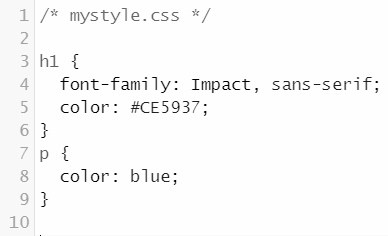 1 /* mystyle.css */
2
3 h1 {
4   font-family: Impact, sans-serif;
5   color: #CE5937;
6 }
7 p {
8   color: blue;
9 }
10